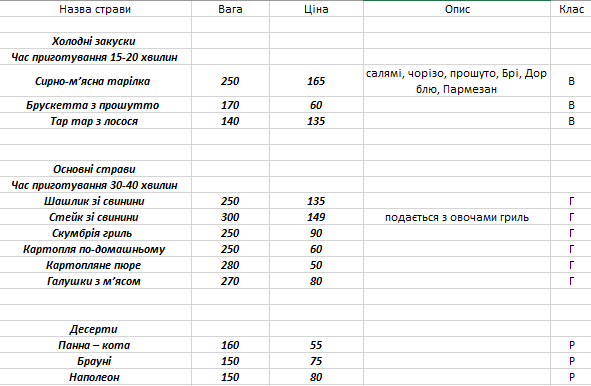 Назва страви Вага Ціна Опис Клас
Холодні закуски
Час приготування 15-20 хвилин
Сирно-м’ясна тарілка 250 165 салямі, чорізо, прошуто, Брі, Дор блю, Пармезан В
Брускетта з прошутто 170 60 В
Тар тар з лосося 140 135 В
Основні страви
Час приготування 30-40 хвилин
Шашлик зі свинини 250 135 Г
Стейк зі свинини 300 149 подається з овочами гриль Г
Скумбрія гриль 250 90 Г
Картопля по-домашньому 250 60 Г
Картопляне пюре 280 50 Г
Галушки з м’ясом 270 80 Г
Десерти
Панна – кота 160 55 Р
Брауні 150 75 Р
Наполеон 150 80 Р